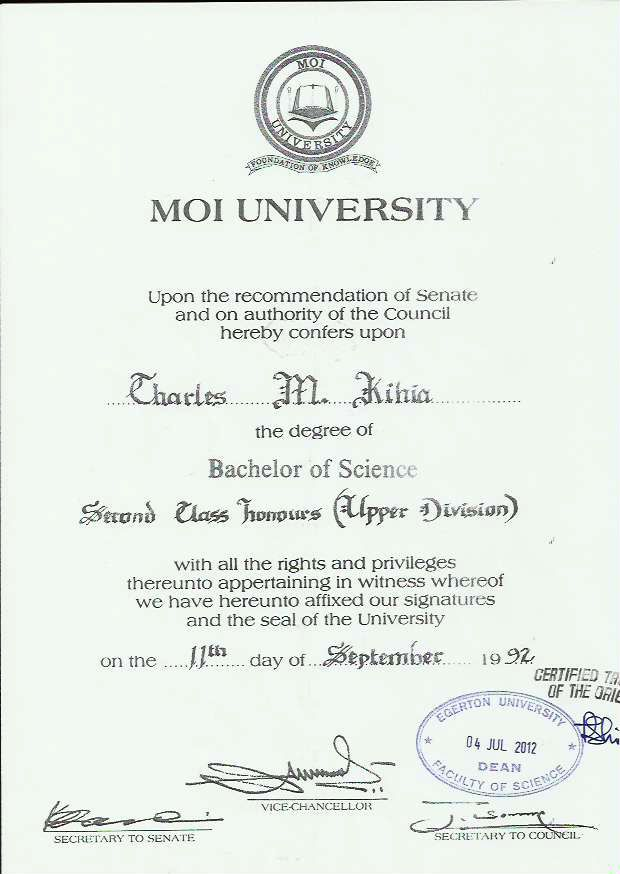 MOI
UNIVERSITY
FOUNDATION OF KNOWLEDGE
MOI UNIVERSITY
Upon the recommendation of Senate
and on authority of the Council
hereby confers upon
Charles M. Kihia
the degree of
Bachelor of Science
Second Class honours (Upper Division)
with all the rights and privileges
thereunto appertaining in witness whereof
we have hereunto affixed our signatures
and the seal of the University
on the 11th day of September 1992
CERTIFIED
OF THE
EGERTON UNIVERSITY
04 JUL 2012
DEAN
FACULTY OF SCIENCE
VICE-CHANCELLOR
SECRETARY TO SENATE
SECRETARY TO COUNCIL